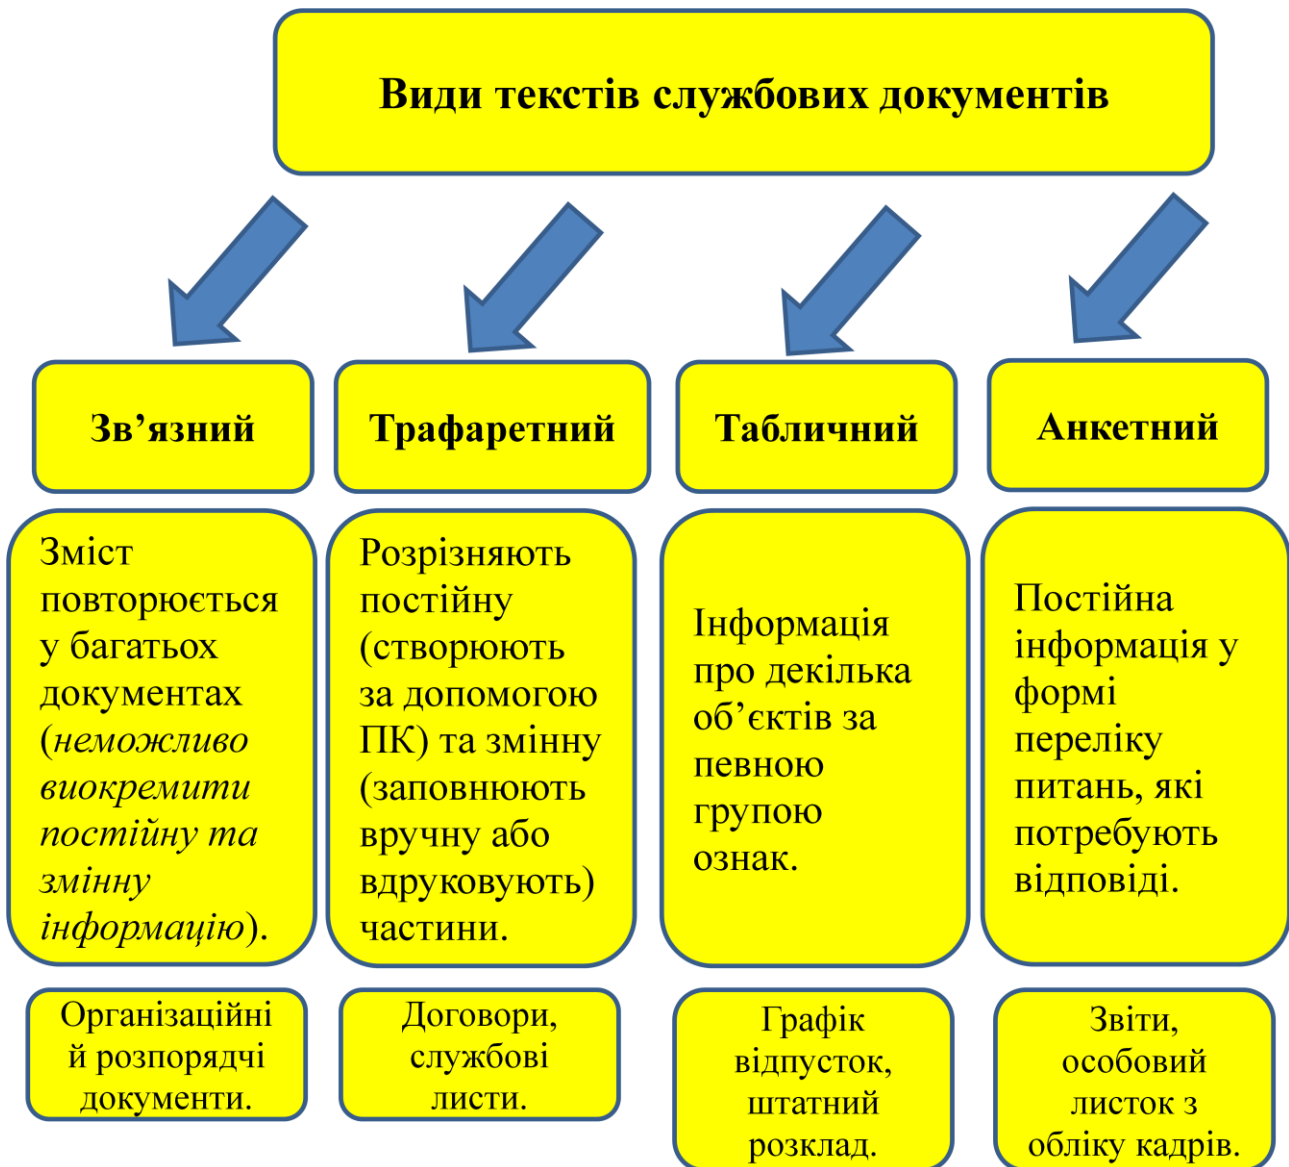 Види текстів службових документів
Зв’язний
Трафаретний
Табличний
Анкетний
Зміст
повторюється
у багатьох
документах
(неможливо
виокремити
постійну та
змінну
інформацію).
Розрізняють
постійну
(створюють
за допомогою
ПК) та змінну
(заповнюють
вручну або
вдруковують)
частини.
Інформація
про декілька
об’єктів за
певною
групою
ознак.
Постійна
інформація у
формі
переліку
питань, які
потребують
відповіді.
Організаційні
й розпорядчі
документи.
Договори,
службові
листи.
Графік
відпусток,
штатний
розклад.
Звіти,
особовий
листок з
обліку кадрів.